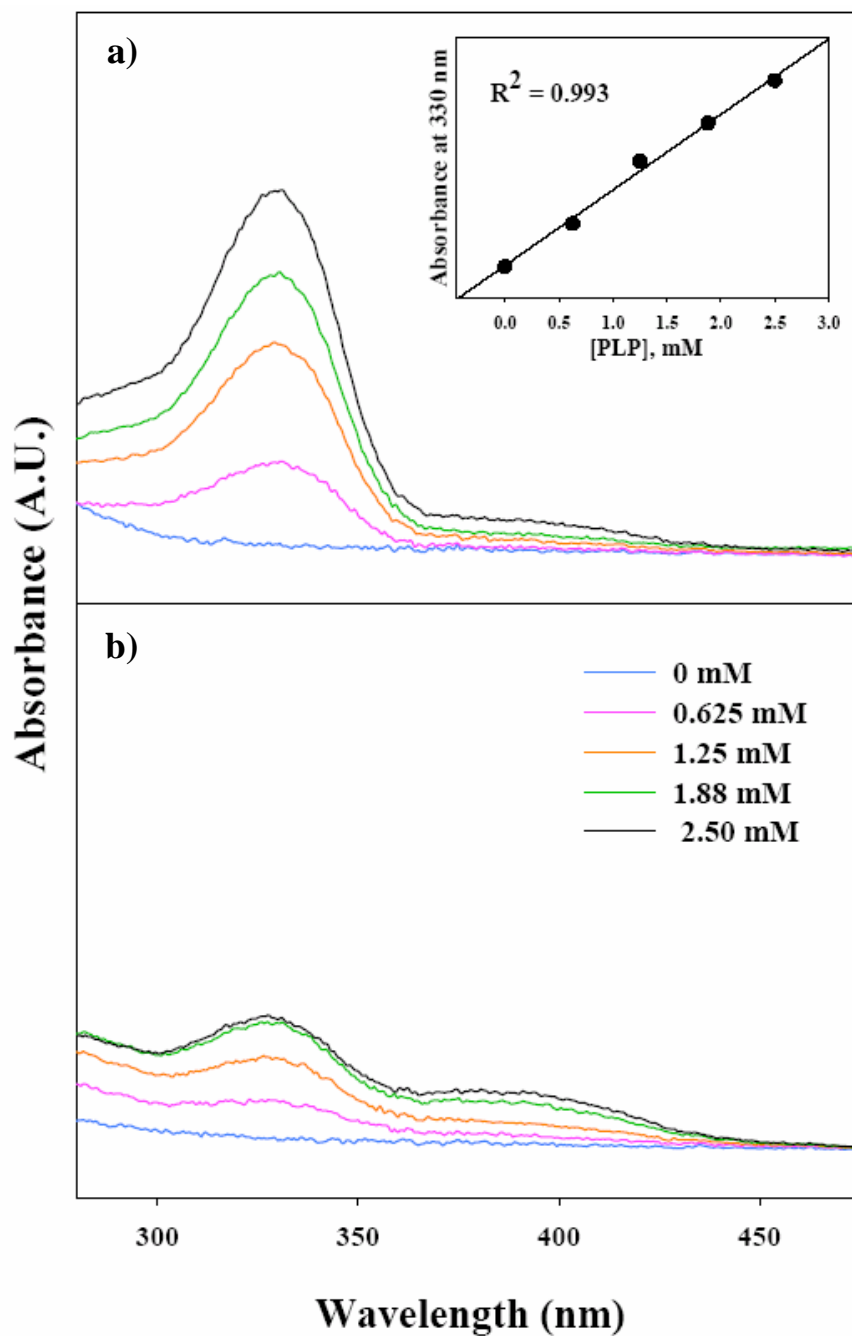 a)
R2 = 0.993
Absorbance at 330 nm
0.0 0.5 1.0 1.5 2.0 2.5 3.0
[PLP], mM
Absorbance (A.U.)
b)
0 mM
0.625 mM
1.25 mM
1.88 mM
2.50 mM
300 350 400 450
Wavelength (nm)